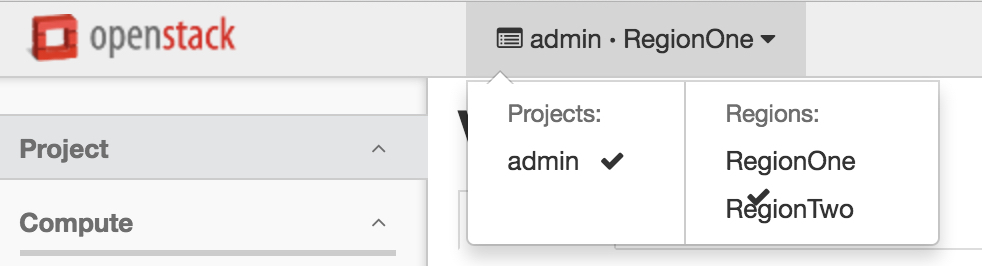 openstack
admin • RegionOne
Projects:
admin
Regions:
RegionOne
RegionTwo
Project
Compute